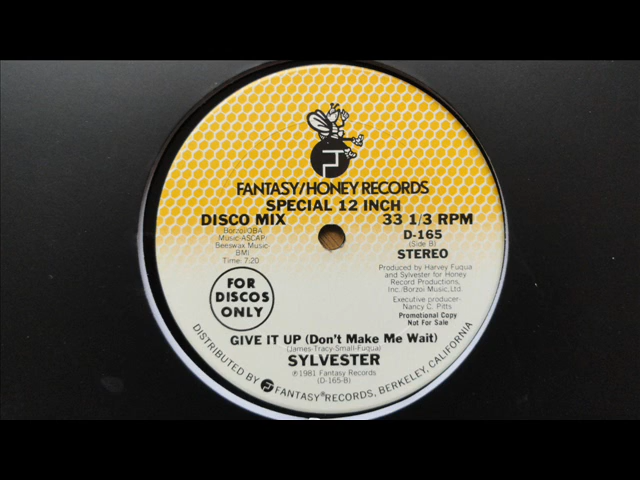 FANTASY/HONEY RECORDS
SPECIAL 12 INCH
DISCO MIX
33 1/3 RPM
Borzoi/OBA
Music-ASCAP
Beeswax Music-
BMI
Time: 7:20
D-165
(Side B)
STEREO
Produced by Harvey Fuqua
and Sylvester for Honey
Record Productions,
Inc./Borzoi Music, Ltd.
Executive producer-
Nancy C. Pitts
Promotional Copy
Not For Sale
FOR
DISCOS
ONLY
GIVE IT UP (Don't Make Me Wait)
(James-Tracy-Small-Fuqua)
SYLVESTER
℗1981 Fantasy Records
(D-165-B)
DISTRIBUTED BY FANTASY® RECORDS, BERKELEY, CALIFORNIA